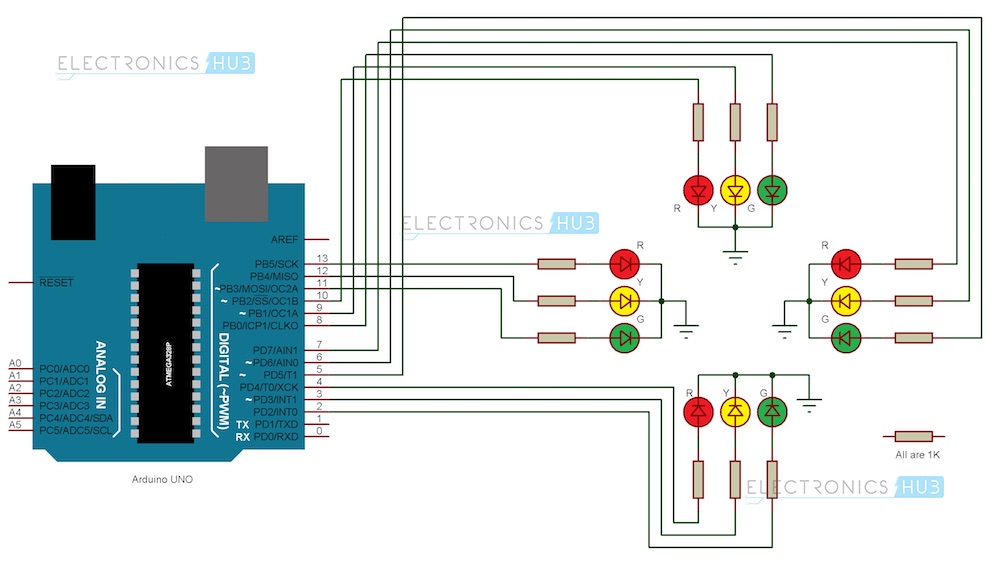 ELECTRONICS HUB
ELECTRONICS HUB
ELECTRONICS HUB
AREF
RESET
PB5/SCK 13
PB4/MISO 12
~ PB3/MOSI/OC2A 11
~ PB2/SS/OC1B 10
~ PB1/OC1A 9
PB0/ICP1/CLKO 8
PD7/AIN1 7
~ PD6/AIN0 6
~ PD5/T1 5
PD4/T0/XCK 4
~ PD3/INT1 3
PD2/INT0 2
TX PD1/TXD 1
RX PD0/RXD 0
A0 PC0/ADC0
A1 PC1/ADC1
A2 PC2/ADC2
A3 PC3/ADC3
A4 PC4/ADC4/SDA
A5 PC5/ADC5/SCL
ANALOG IN
ATMEGA328P
DIGITAL (~PWM)
Arduino UNO
R Y G
R
Y
G
R
Y
G
R Y G
All are 1K